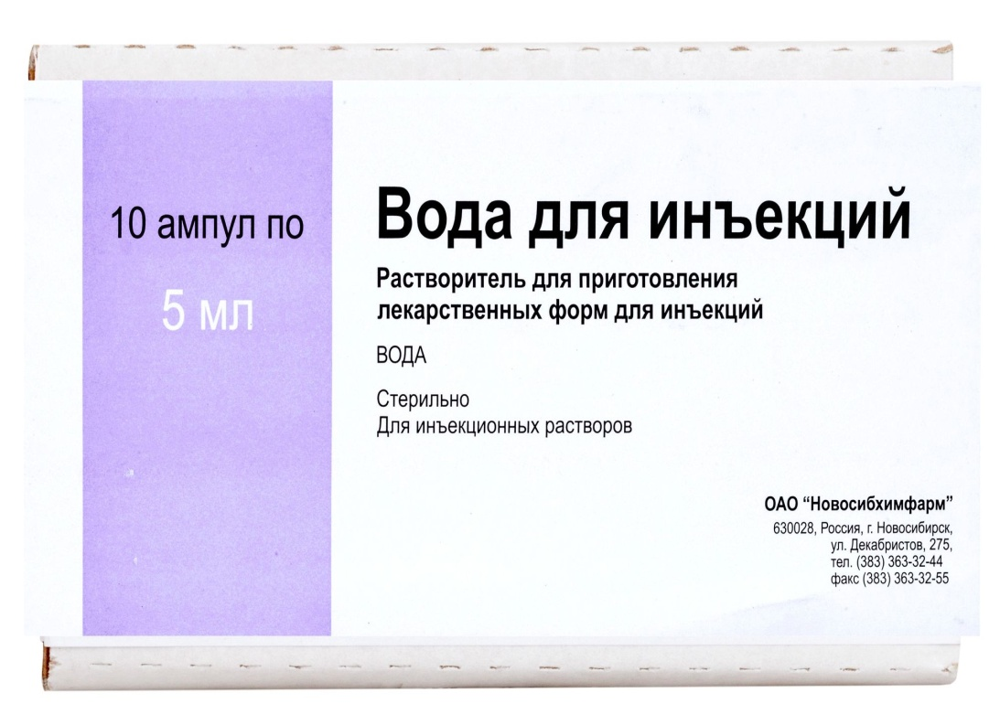 10 ампул по
5 мл
Вода для инъекций
Растворитель для приготовления
лекарственных форм для инъекций
ВОДА
Стерильно
Для инъекционных растворов
ОАО “Новосибхимфарм”
630028, Россия, г. Новосибирск,
ул. Декабристов, 275,
тел. (383) 363-32-44
факс (383) 363-32-55